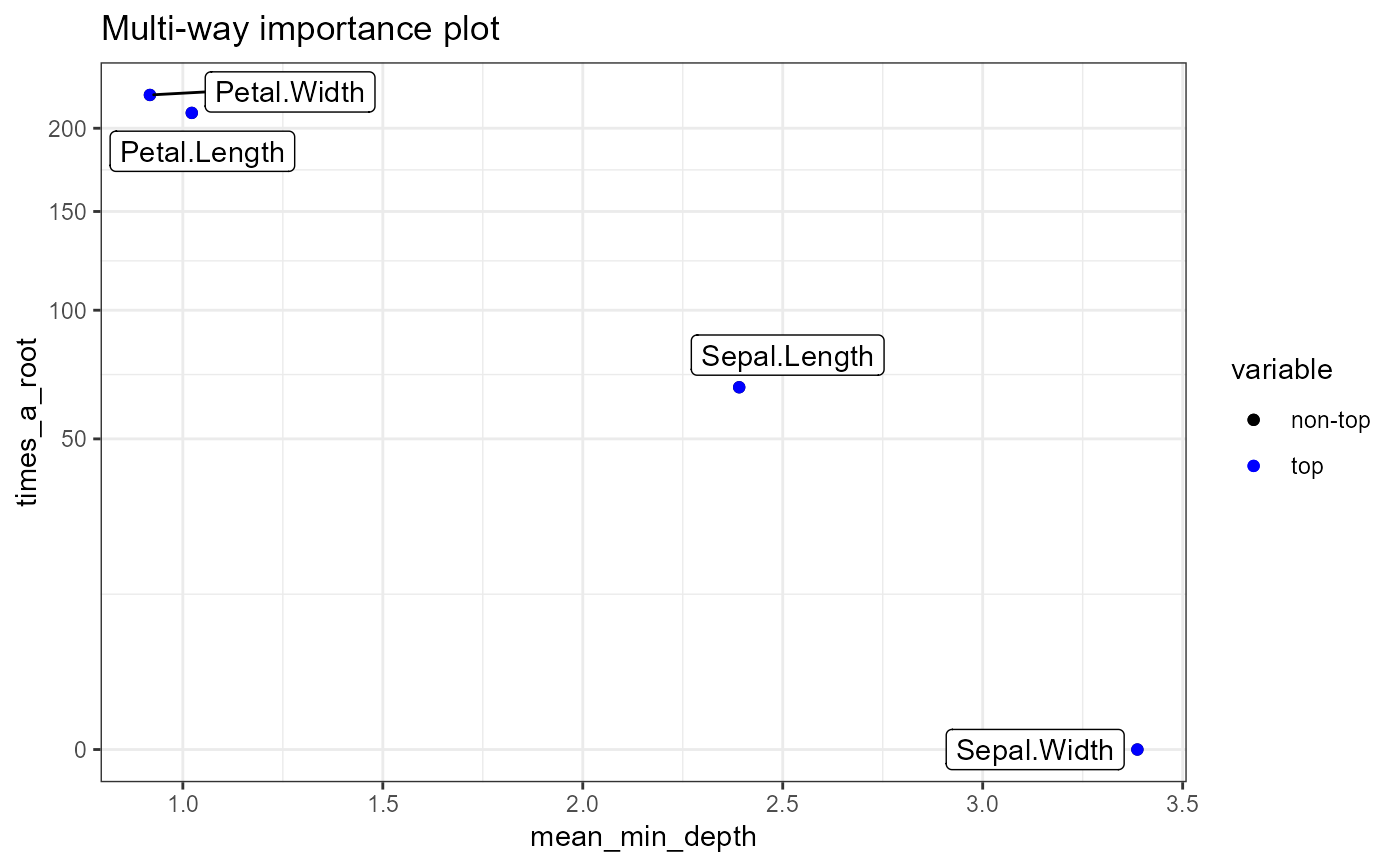 Multi-way importance plot
Petal.Width
Petal.Length
Sepal.Length
Sepal.Width
200
150
100
50
0
times_a_root
1.0 1.5 2.0 2.5 3.0 3.5
mean_min_depth
variable
non-top
top